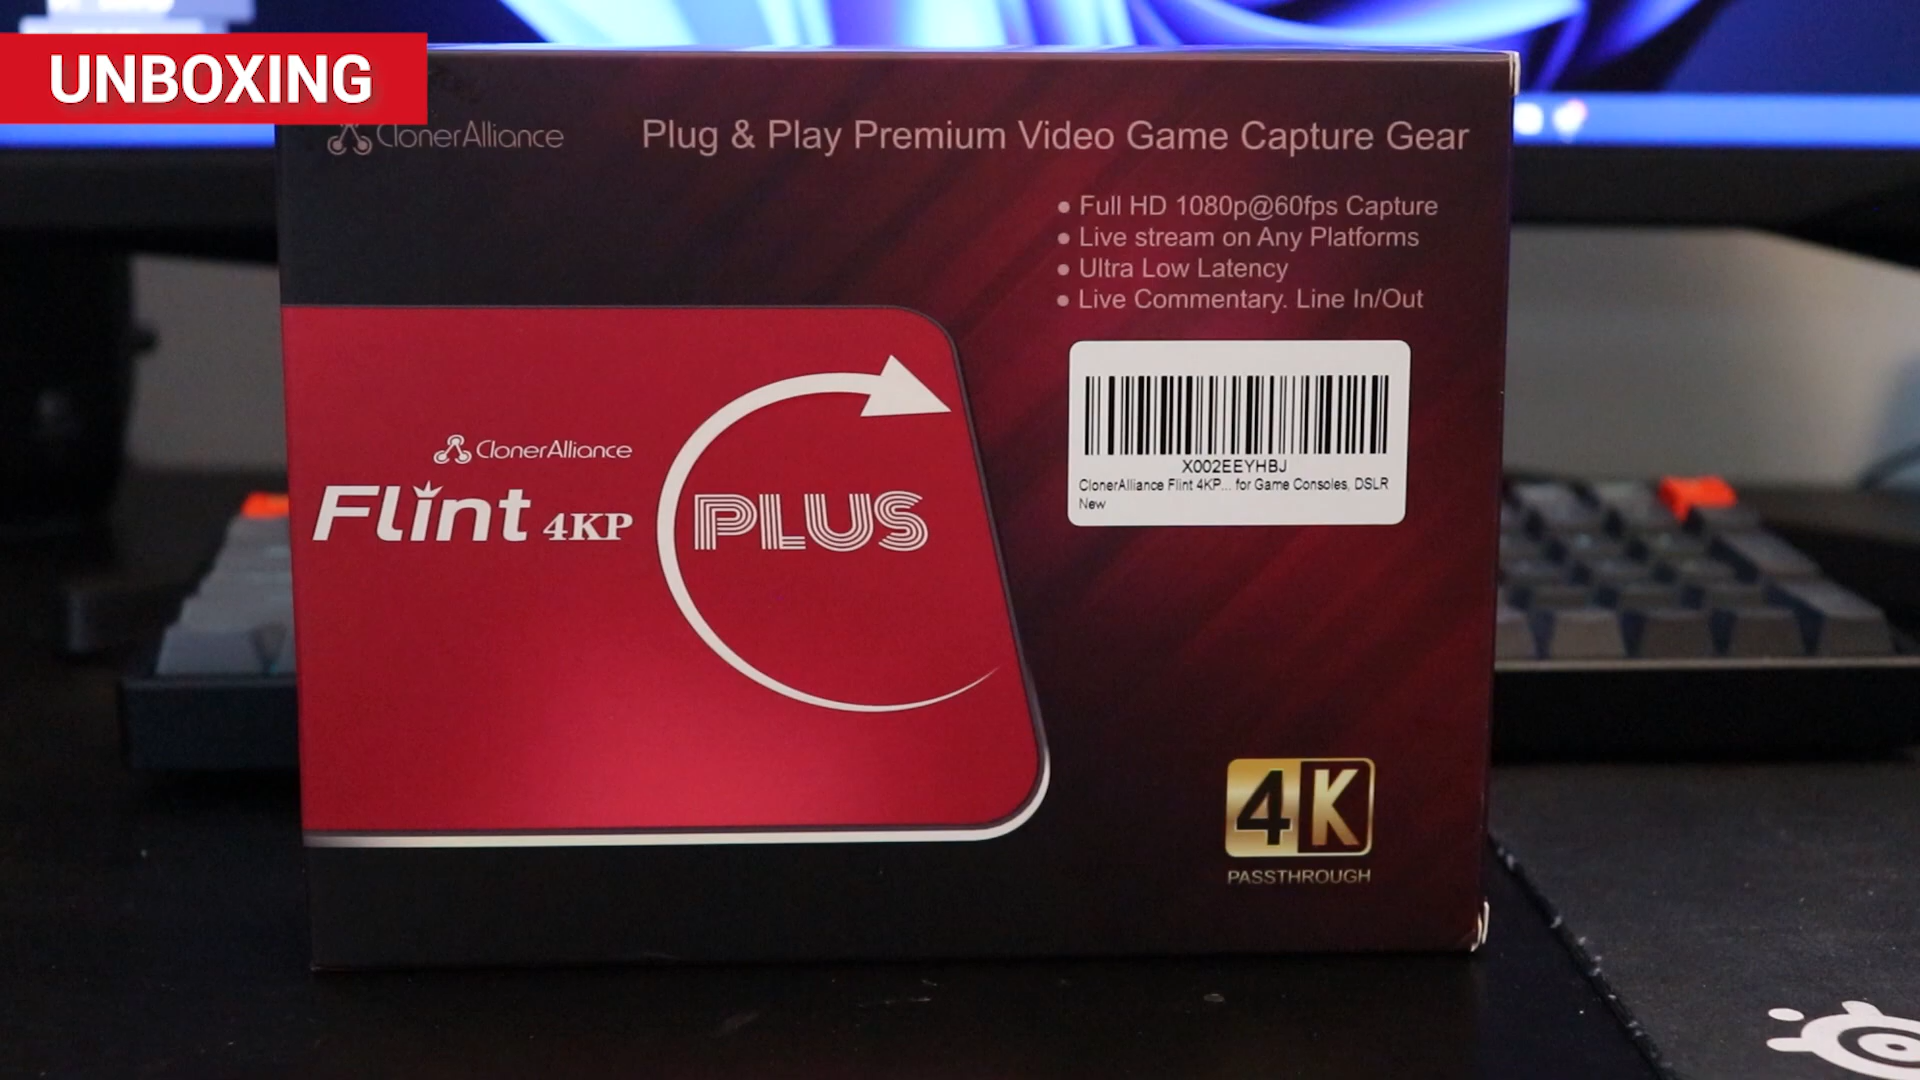 UNBOXING
ClonerAlliance
Plug & Play Premium Video Game Capture Gear
● Full HD 1080p@60fps Capture
● Live stream on Any Platforms
● Ultra Low Latency
● Live Commentary. Line In/Out
X002EEYHBJ
ClonerAlliance Flint 4KP... for Game Consoles, DSLR
New
ClonerAlliance
Flint 4KP PLUS
4K
PASSTHROUGH